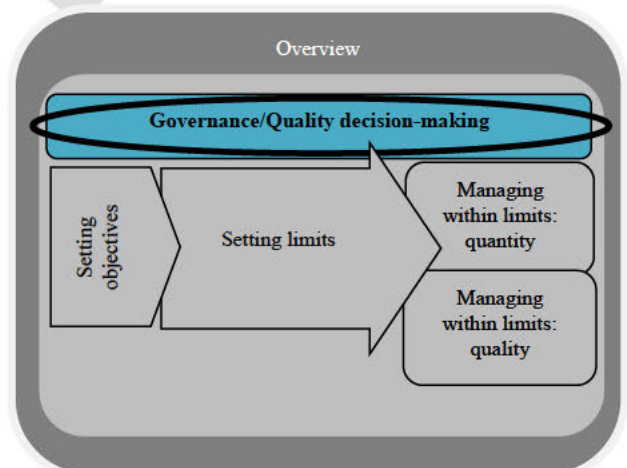 Overview
Governance/Quality decision-making
Setting
objectives
Setting limits
Managing
within limits:
quantity
Managing
within limits:
quality